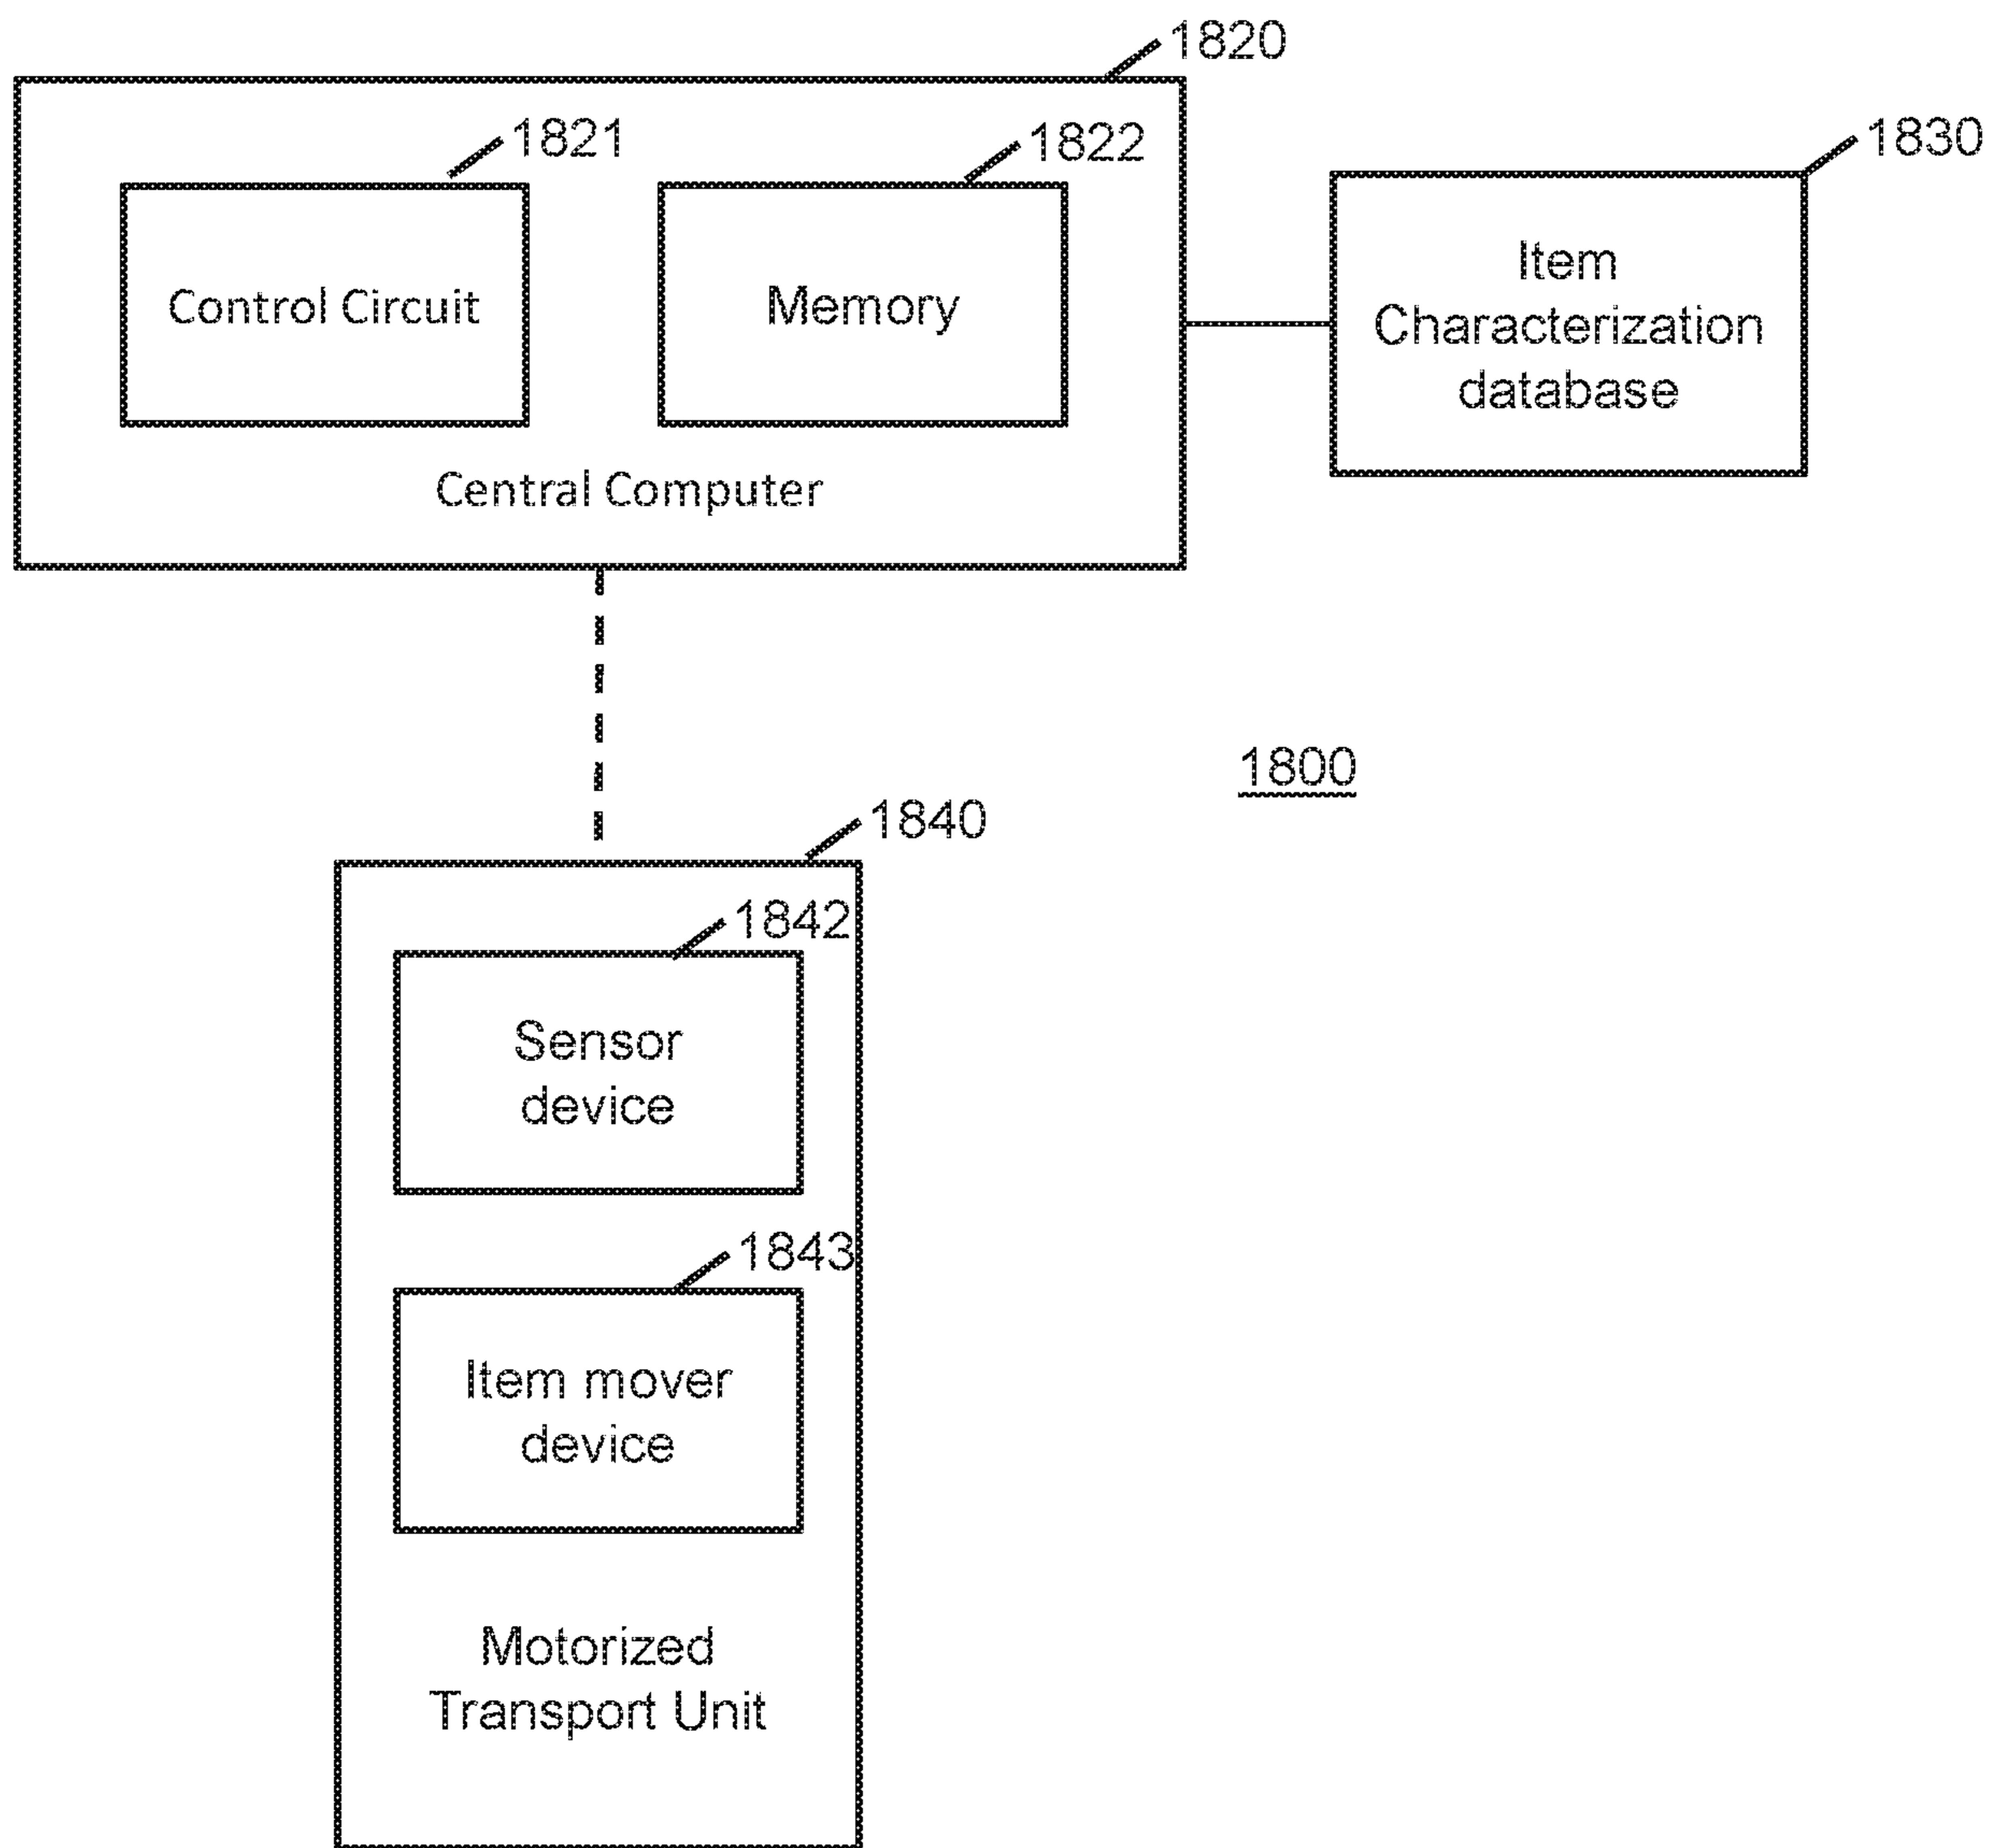 1820
1821
1822
1830
Control Circuit
Memory
Item
Characterization
database
Central Computer
1800
1840
1842
Sensor
device
1843
Item mover
device
Motorized
Transport Unit